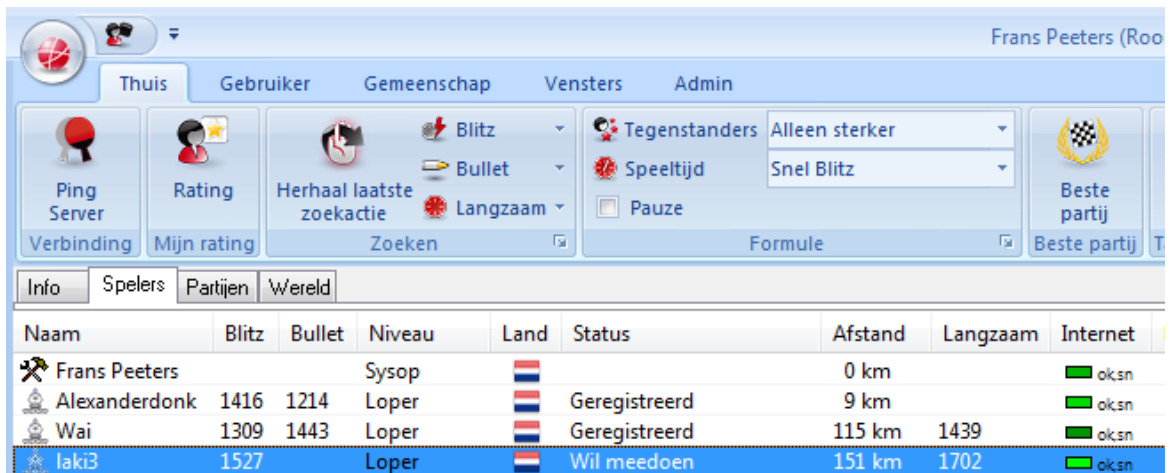 Frans Peeters (Roo
Thuis Gebruiker Gemeenschap Vensters Admin
Ping Server
Verbinding
Rating
Mijn rating
Herhaal laatste zoekactie
Blitz
Bullet
Langzaam
Zoeken
Tegenstanders Alleen sterker
Speeltijd Snel Blitz
Pauze
Formule
Beste partij
Beste partij
Info Spelers Partijen Wereld
Naam Blitz Bullet Niveau Land Status Afstand Langzaam Internet
Frans Peeters Sysop 0 km ok,sn
Alexanderdonk 1416 1214 Loper Geregistreerd 9 km ok,sn
Wai 1309 1443 Loper Geregistreerd 115 km 1439 ok,sn
laki3 1527 Loper Wil meedoen 151 km 1702 ok,sn